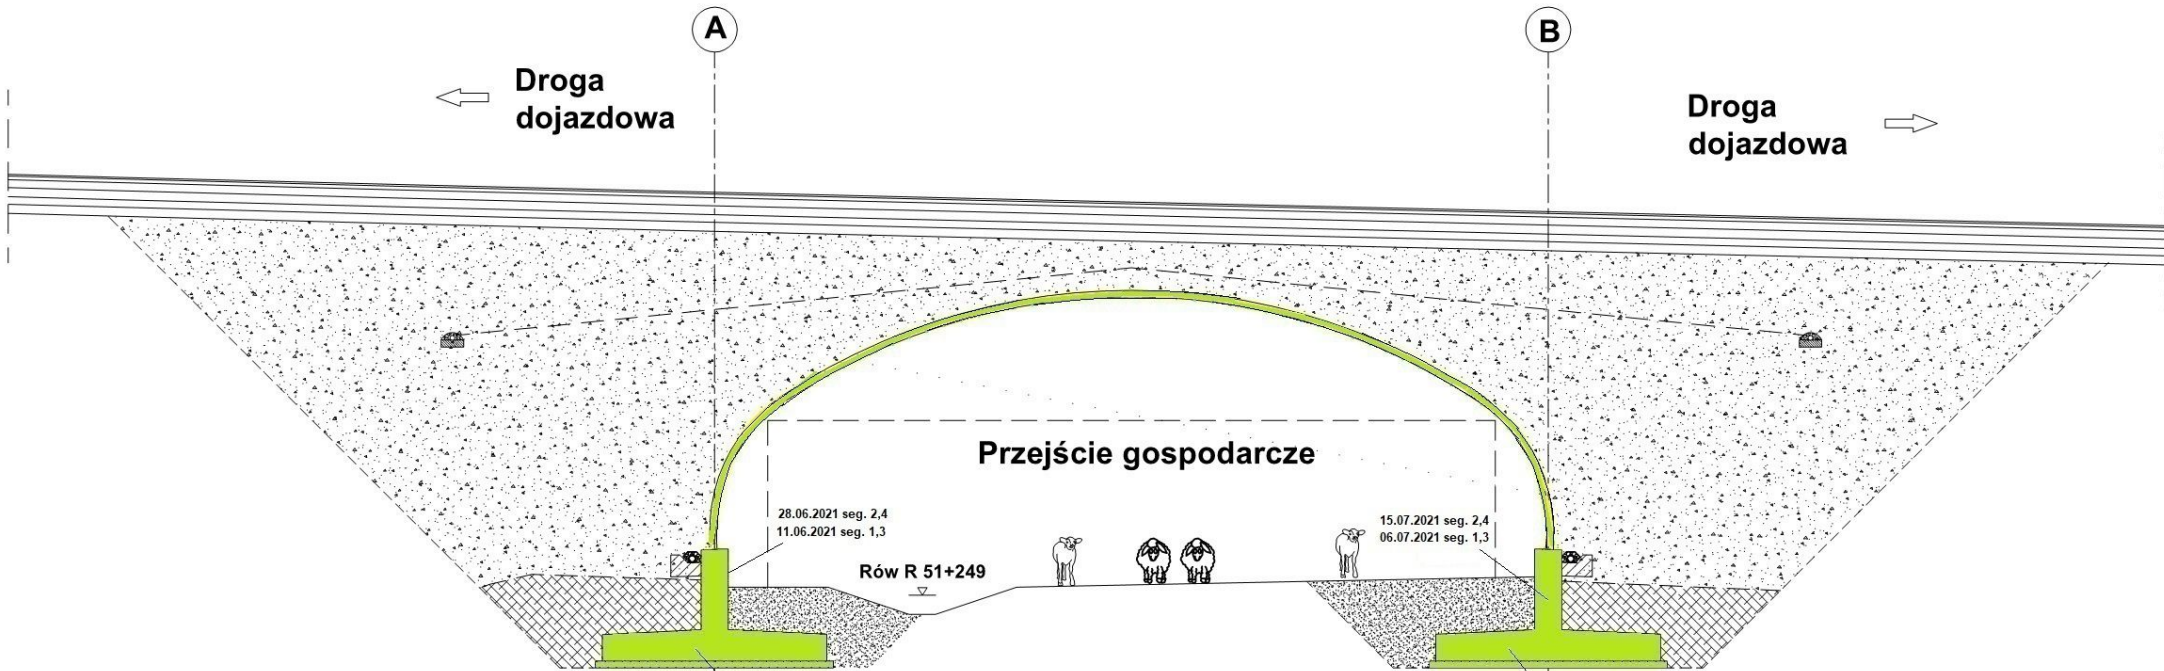 A
B
Droga
dojazdowa
Droga
dojazdowa
Przejście gospodarcze
28.06.2021 seg. 2,4
11.06.2021 seg. 1,3
15.07.2021 seg. 2,4
06.07.2021 seg. 1,3
Rów R 51+249